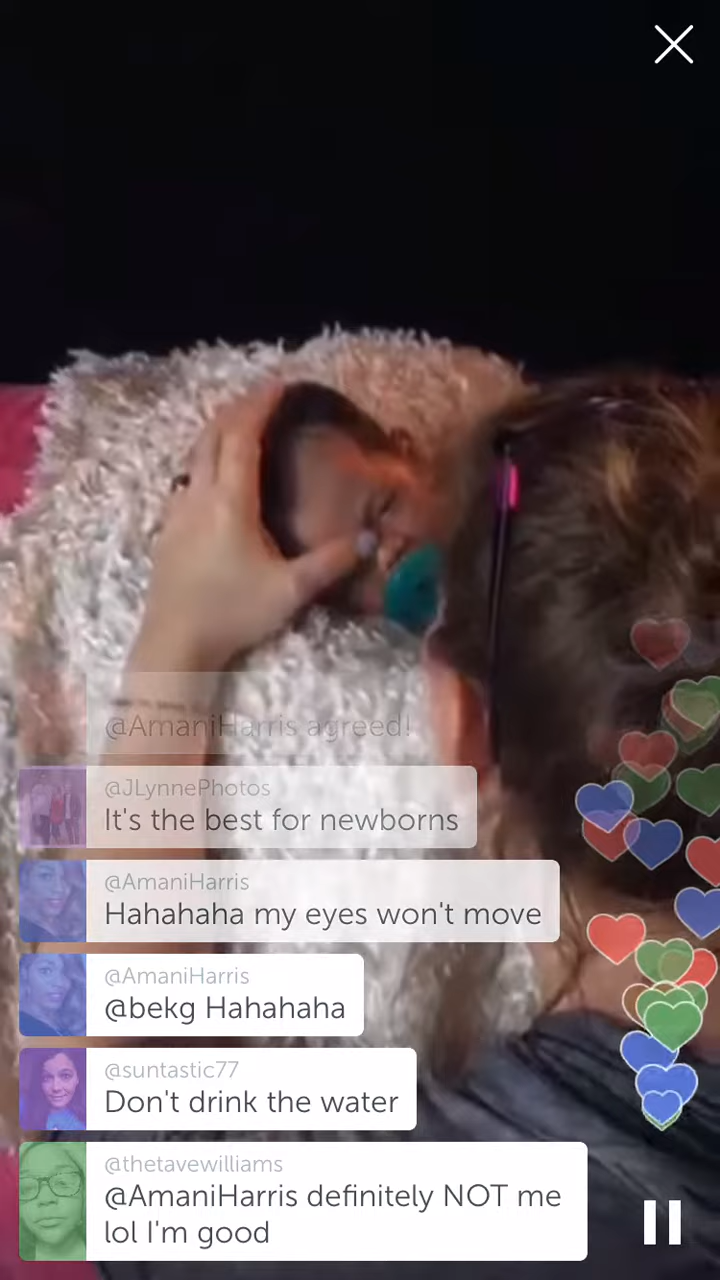 @AmaniHarris agreed!
@JLynnePhotos
It's the best for newborns
@AmaniHarris
Hahahaha my eyes won't move
@AmaniHarris
@bekg Hahahaha
@suntastic77
Don't drink the water
@thetavewilliams
@AmaniHarris definitely NOT me
lol I'm good